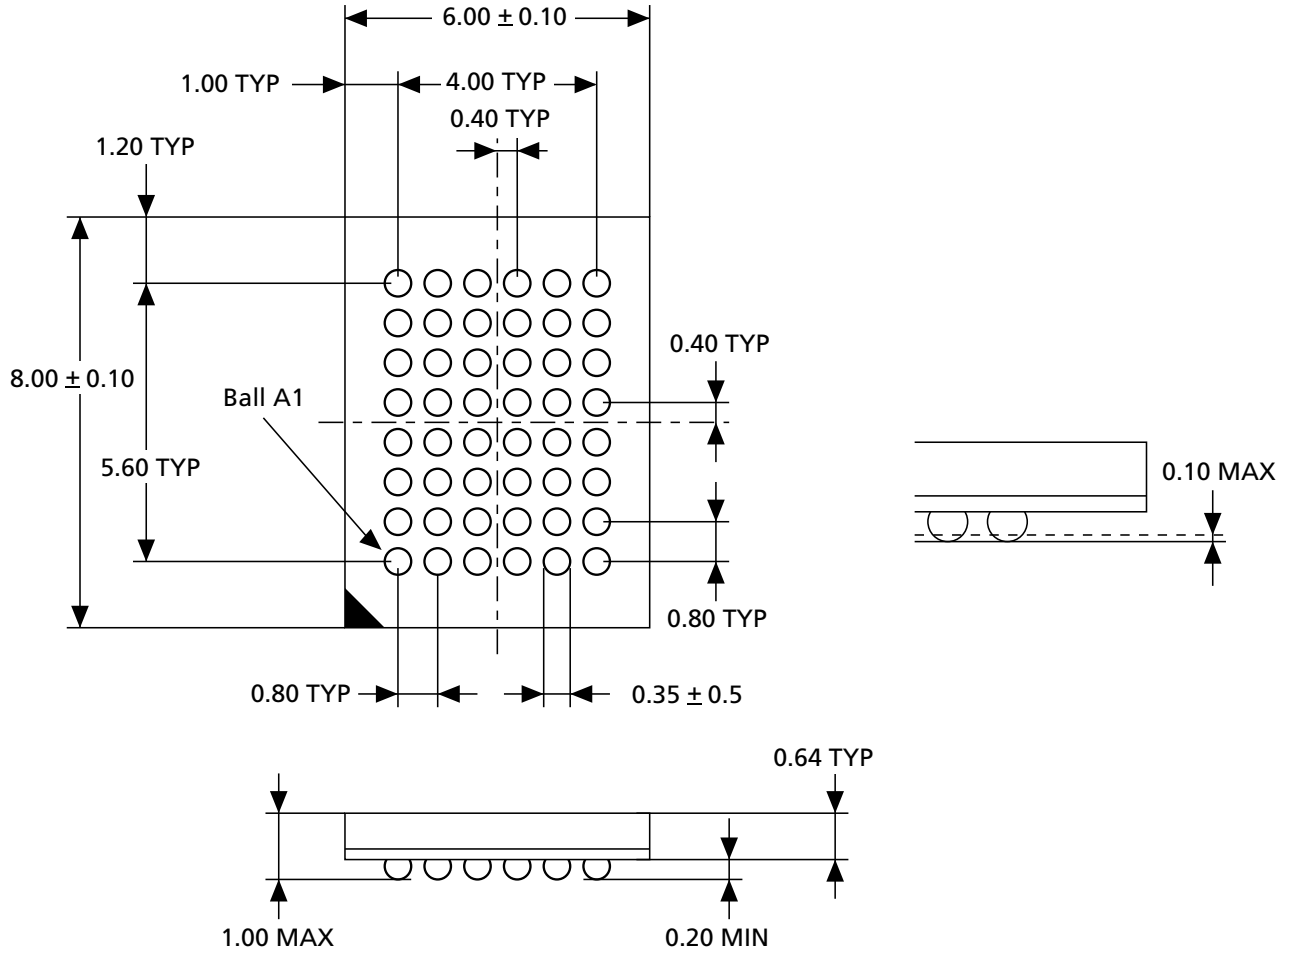 6.00 ± 0.10
1.00 TYP
4.00 TYP
0.40 TYP
1.20 TYP
0.40 TYP
8.00 ± 0.10
Ball A1
5.60 TYP
0.10 MAX
0.80 TYP
0.80 TYP
0.35 ± 0.5
0.64 TYP
1.00 MAX
0.20 MIN